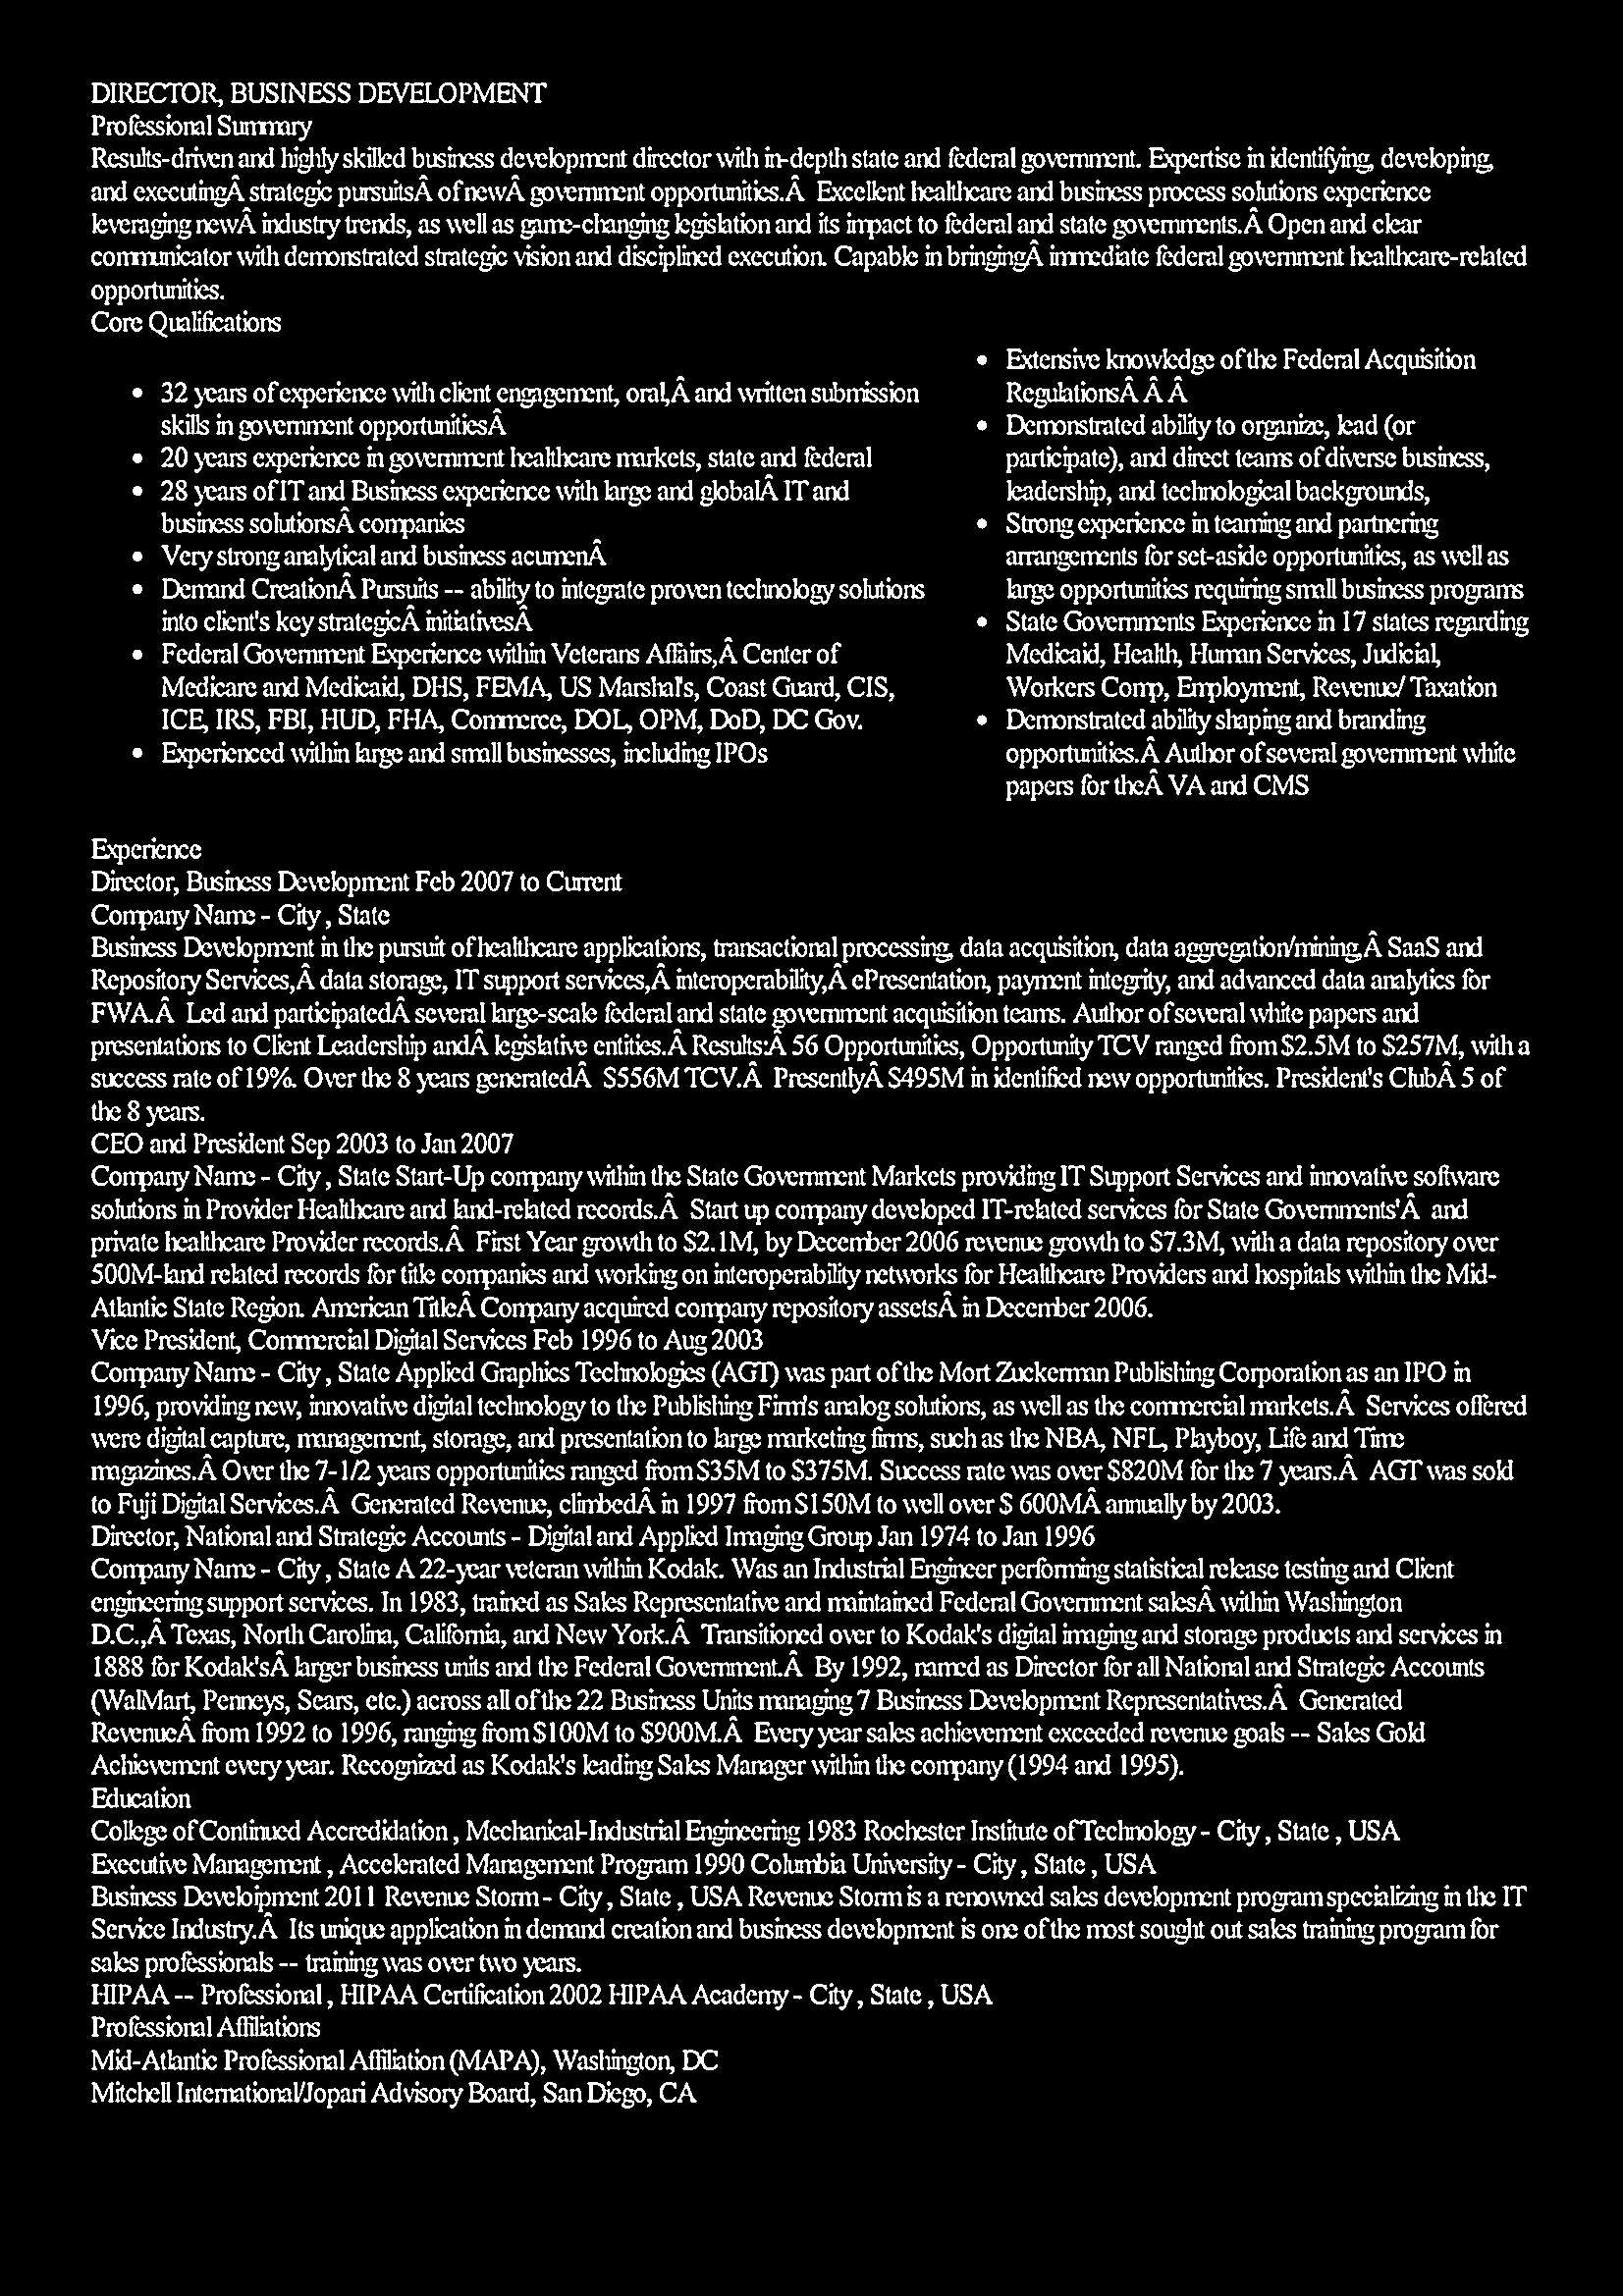 DIRECTOR, BUSINESS DEVELOPMENT
Professional Summary
Results-driven and highly skilled business development director with in-depth state and federal government. Expertise in identifying, developing,
and executingÂ strategic pursuitsÂ of newÂ government opportunities.Â  Excellent healthcare and business process solutions experience
leveraging newÂ industry trends, as well as game-changing legislation and its impact to federal and state governments.Â Open and clear
communicator with demonstrated strategic vision and disciplined execution. Capable in bringingÂ immediate federal government healthcare-related
opportunities.
Core Qualifications
• 32 years of experience with client engagement, oral,Â and written submission
skills in government opportunitiesÂ
• 20 years experience in government healthcare markets, state and federal
• 28 years of IT and Business experience with large and globalÂ IT and
business solutionsÂ companies
• Very strong analytical and business acumenÂ
• Demand CreationÂ Pursuits -- ability to integrate proven technology solutions
into client's key strategicÂ initiativesÂ
• Federal Government Experience within Veterans Affairs,Â Center of
Medicare and Medicaid, DHS, FEMA, US Marshal's, Coast Guard, CIS,
ICE, IRS, FBI, HUD, FHA, Commerce, DOL, OPM, DoD, DC Gov.
• Experienced within large and small businesses, including IPOs
• Extensive knowledge of the Federal Acquisition
RegulationsÂ Â Â
• Demonstrated ability to organize, lead (or
participate), and direct teams of diverse business,
leadership, and technological backgrounds,
• Strong experience in teaming and partnering
arrangements for set-aside opportunities, as well as
large opportunities requiring small business programs
• State Governments Experience in 17 states regarding
Medicaid, Health, Human Services, Judicial,
Workers Comp, Employment, Revenue/ Taxation
• Demonstrated ability shaping and branding
opportunities.Â Author of several government white
papers for theÂ VA and CMS
Experience
Director, Business Development Feb 2007 to Current
Company Name - City , State
Business Development in the pursuit of healthcare applications, transactional processing, data acquisition, data aggregation/mining,Â SaaS and
Repository Services,Â data storage, IT support services,Â interoperability,Â ePresentation, payment integrity, and advanced data analytics for
FWA.Â  Led and participatedÂ several large-scale federal and state government acquisition teams. Author of several white papers and
presentations to Client Leadership andÂ legislative entities.Â Results:Â 56 Opportunities, Opportunity TCV ranged from $2.5M to $257M, with a
success rate of 19%. Over the 8 years generatedÂ  $556M TCV.Â  PresentlyÂ $495M in identified new opportunities. President's ClubÂ 5 of
the 8 years.
CEO and President Sep 2003 to Jan 2007
Company Name - City , State Start-Up company within the State Government Markets providing IT Support Services and innovative software
solutions in Provider Healthcare and land-related records.Â  Start up company developed IT-related services for State Governments'Â  and
private healthcare Provider records.Â  First Year growth to $2.1M, by December 2006 revenue growth to $7.3M, with a data repository over
500M-land related records for title companies and working on interoperability networks for Healthcare Providers and hospitals within the Mid-
Atlantic State Region. American TitleÂ Company acquired company repository assetsÂ in December 2006.
Vice President, Commercial Digital Services Feb 1996 to Aug 2003
Company Name - City , State Applied Graphics Technologies (AGT) was part of the Mort Zuckerman Publishing Corporation as an IPO in
1996, providing new, innovative digital technology to the Publishing Firm's analog solutions, as well as the commercial markets.Â  Services offered
were digital capture, management, storage, and presentation to large marketing firms, such as the NBA, NFL, Playboy, Life and Time
magazines.Â Over the 7-1/2 years opportunities ranged from $35M to $375M. Success rate was over $820M for the 7 years.Â  AGT was sold
to Fuji Digital Services.Â  Generated Revenue, climbedÂ in 1997 from $150M to well over $ 600MÂ annually by 2003.
Director, National and Strategic Accounts - Digital and Applied Imaging Group Jan 1974 to Jan 1996
Company Name - City , State A 22-year veteran within Kodak. Was an Industrial Engineer performing statistical release testing and Client
engineering support services. In 1983, trained as Sales Representative and maintained Federal Government salesÂ within Washington
D.C.,Â Texas, North Carolina, California, and New York.Â  Transitioned over to Kodak's digital imaging and storage products and services in
1888 for Kodak'sÂ larger business units and the Federal Government.Â  By 1992, named as Director for all National and Strategic Accounts
(WalMart, Penneys, Sears, etc.) across all of the 22 Business Units managing 7 Business Development Representatives.Â  Generated
RevenueÂ from 1992 to 1996, ranging from $100M to $900M.Â  Every year sales achievement exceeded revenue goals -- Sales Gold
Achievement every year. Recognized as Kodak's leading Sales Manager within the company (1994 and 1995).
Education
College of Continued Accredidation , Mechanical-Industrial Engineering 1983 Rochester Institute of Technology - City , State , USA
Executive Management , Accelerated Management Program 1990 Columbia University - City , State , USA
Business Develoipment 2011 Revenue Storm - City , State , USA Revenue Storm is a renowned sales development program specializing in the IT
Service Industry.Â  Its unique application in demand creation and business development is one of the most sought out sales training program for
sales professionals -- training was over two years.
HIPAA -- Professional , HIPAA Certification 2002 HIPAA Academy - City , State , USA
Professional Affiliations
Mid-Atlantic Professional Affiliation (MAPA), Washington, DC
Mitchell International/Jopari Advisory Board, San Diego, CA